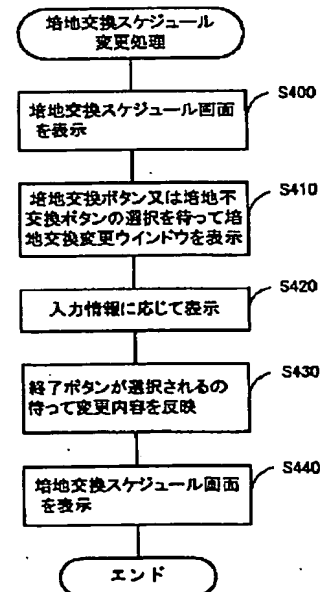 培地交換スケジュール
変更処理
S400
培地交換スケジュール画面
を表示
S410
培地交換ボタン又は培地不
交換ボタンの選択を待って培
地交換変更ウインドウを表示
S420
入力情報に応じて表示
S430
終了ボタンが選択されるの
待って変更内容を反映
S440
培地交換スケジュール画面
を表示
エンド